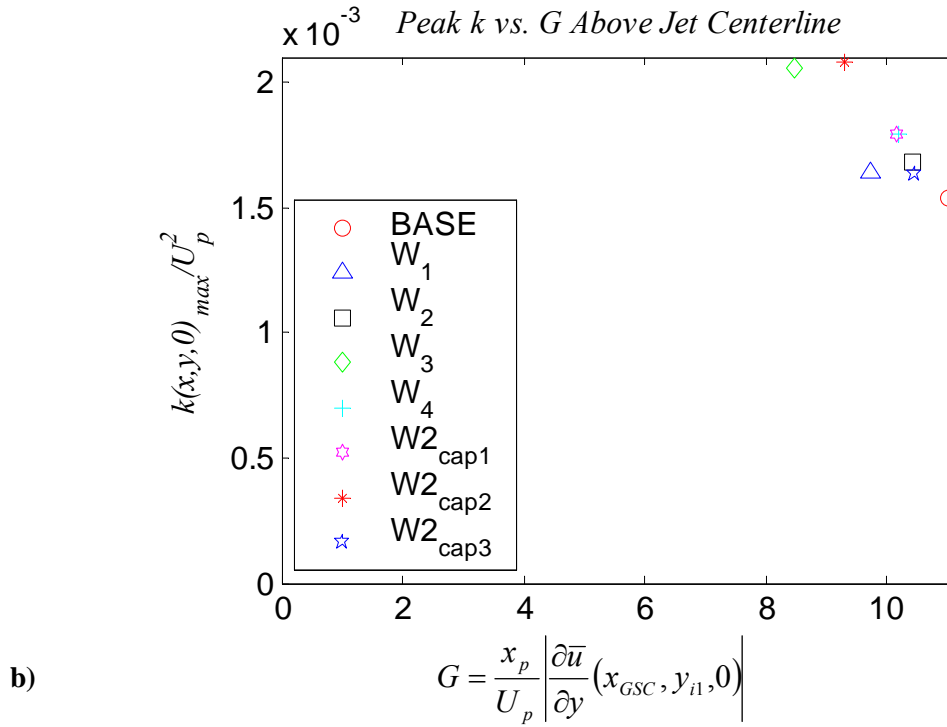 x 10^-3
Peak k vs. G Above Jet Centerline
2
1.5
1
0.5
0
k(x,y,0)_max/U_p^2
BASE
W_1
W_2
W_3
W_4
W2_cap1
W2_cap2
W2_cap3
0 2 4 6 8 10
b)
G = x_p/U_p |∂u̅/∂y (x_GSC, y_i1, 0)|